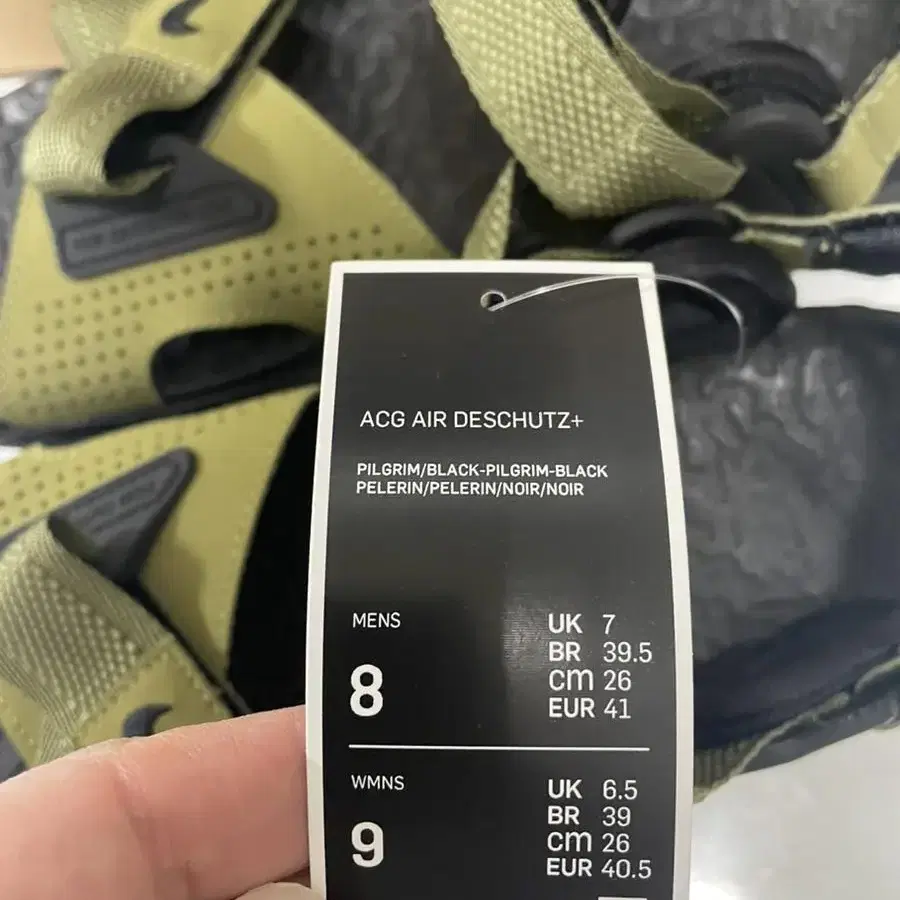 ACG AIR DESCHUTZ+
PILGRIM/BLACK-PILGRIM-BLACK
PELERIN/PELERIN/NOIR/NOIR
MENS
8
UK 7
BR 39.5
cm 26
EUR 41
WMNS
9
UK 6.5
BR 39
cm 26
EUR 40.5